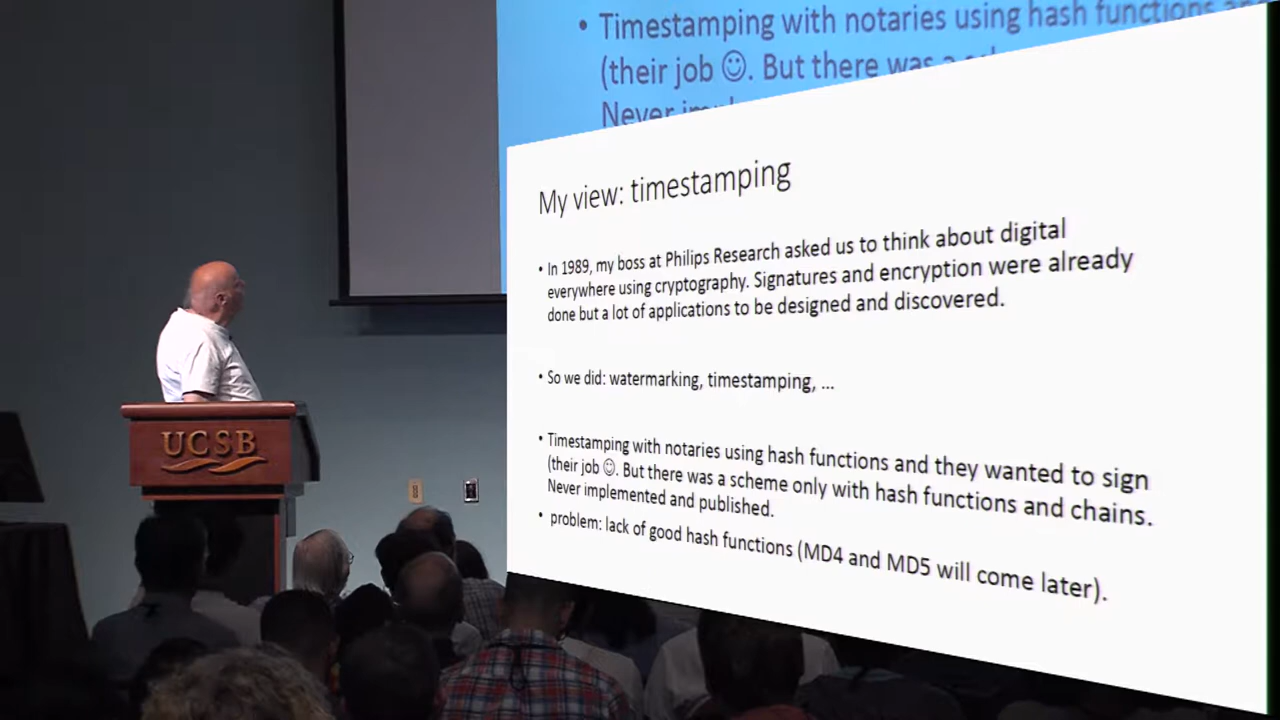 • Timestamping with notaries using hash functions
(their job ☺. But there was a
Never
My view: timestamping
• In 1989, my boss at Philips Research asked us to think about digital
everywhere using cryptography. Signatures and encryption were already
done but a lot of applications to be designed and discovered.
• So we did: watermarking, timestamping, ...
• Timestamping with notaries using hash functions and they wanted to sign
(their job ☺. But there was a scheme only with hash functions and chains.
Never implemented and published.
• problem: lack of good hash functions (MD4 and MD5 will come later).
UCSB